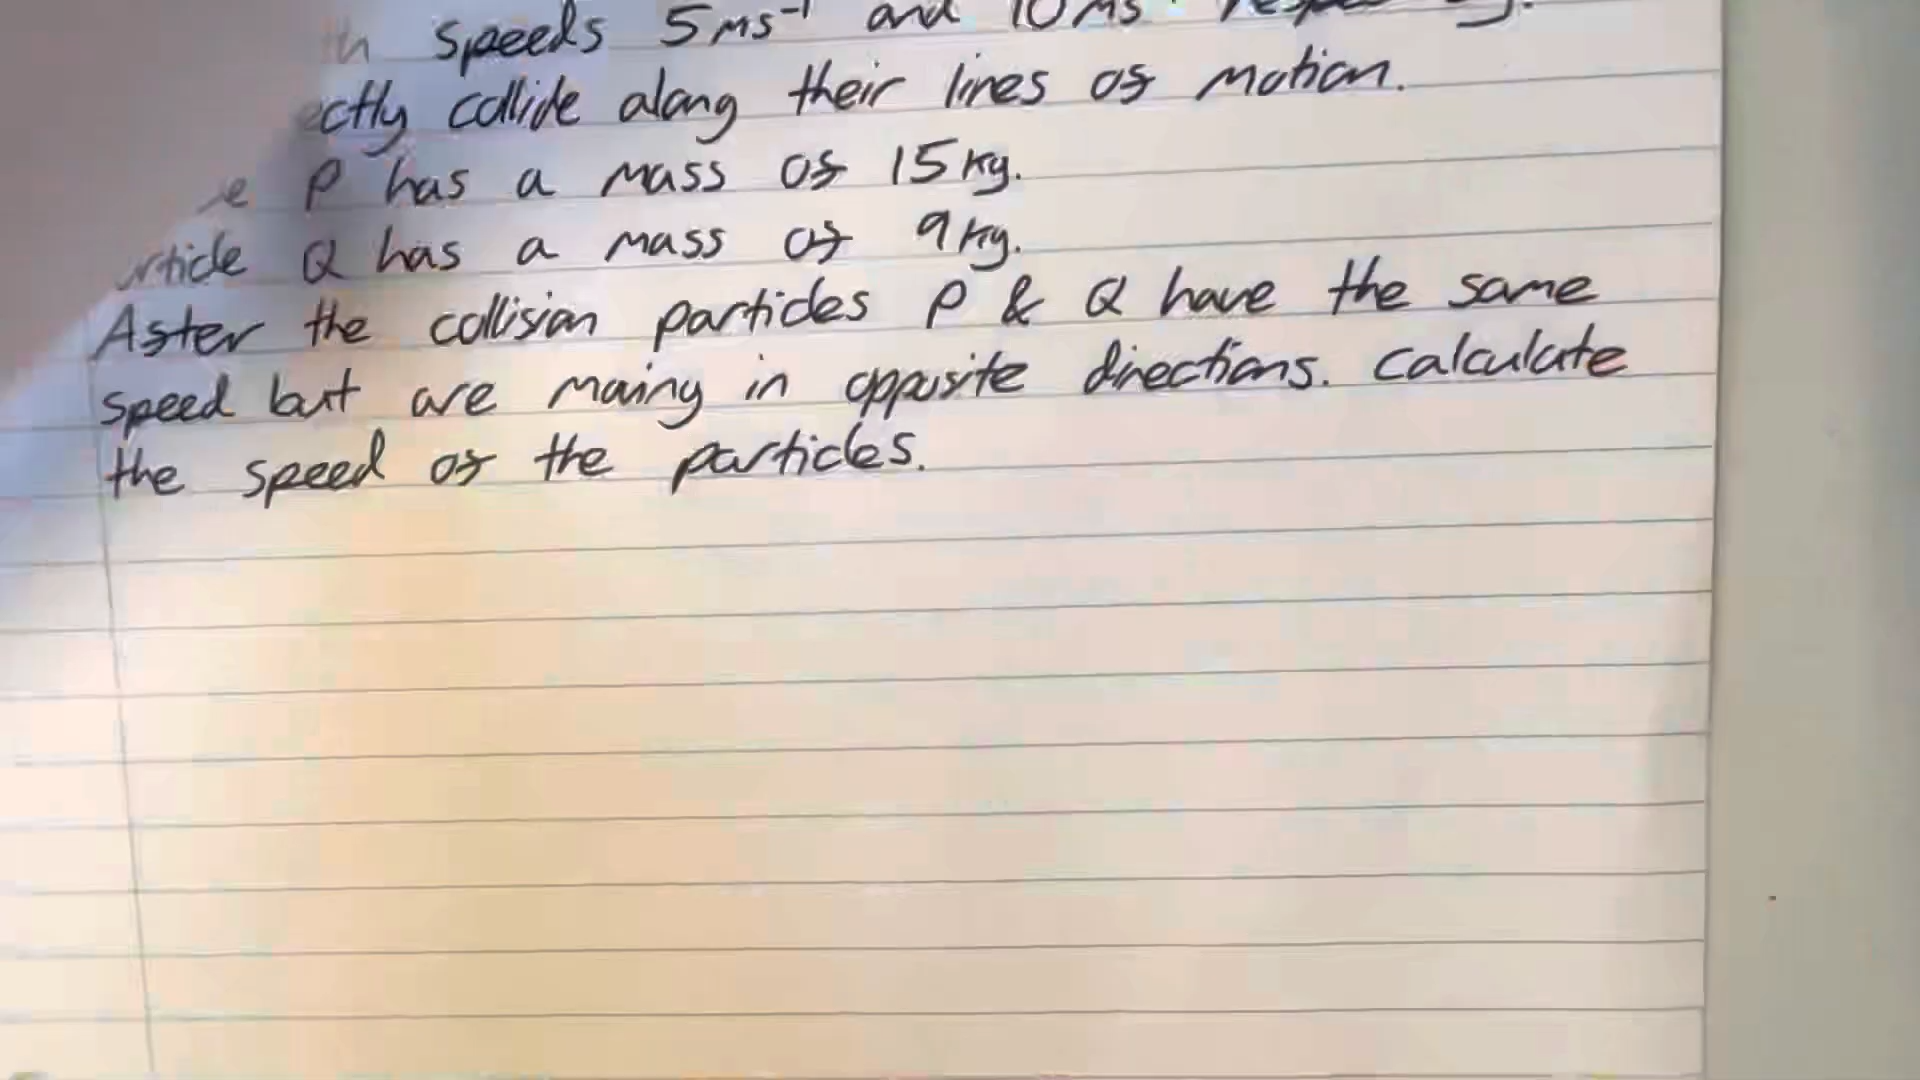 speeds 5ms⁻¹ and 10ms
collide along their lines of motion.
P has a mass of 15kg.
Q has a mass of 9kg.
After the collision particles P & Q have the same
speed but are moving in opposite directions. Calculate
the speed of the particles.